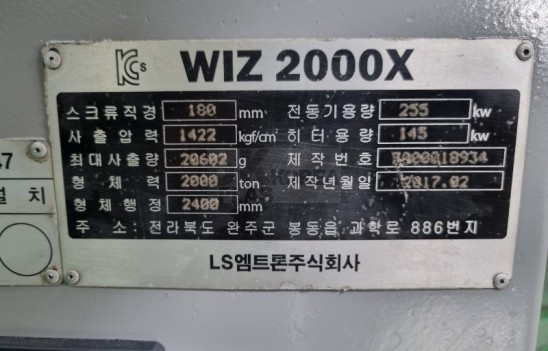 KCs WIZ 2000X
스크류직경 180 mm 전동기용량 255 kw
사출압력 1422 kgf/cm² 히터용량 145 kw
최대사출량 20602 g 제작번호
형체력 2000 ton 제작년월일 2017.02
형체행정 2400 mm
주소: 전라북도 완주군 봉동읍 과학로 886번지
LS엠트론주식회사
47
설치